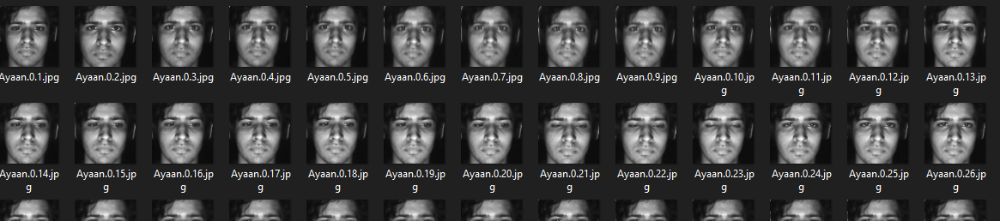 Ayaan.0.1.jpg Ayaan.0.2.jpg Ayaan.0.3.jpg Ayaan.0.4.jpg Ayaan.0.5.jpg Ayaan.0.6.jpg Ayaan.0.7.jpg Ayaan.0.8.jpg Ayaan.0.9.jpg Ayaan.0.10.jp Ayaan.0.11.jp Ayaan.0.12.jp Ayaan.0.13.jp
g g g g
Ayaan.0.14.jp Ayaan.0.15.jp Ayaan.0.16.jp Ayaan.0.17.jp Ayaan.0.18.jp Ayaan.0.19.jp Ayaan.0.20.jp Ayaan.0.21.jp Ayaan.0.22.jp Ayaan.0.23.jp Ayaan.0.24.jp Ayaan.0.25.jp Ayaan.0.26.jp
g g g g g g g g g g g g g